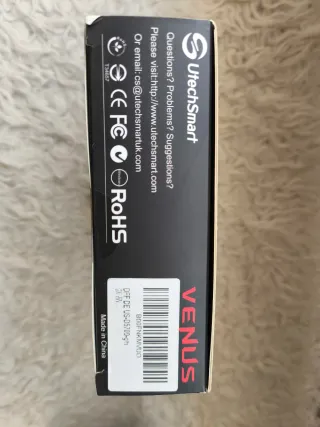 UtechSmart
Questions? Problems? Suggestions?
Please visit:http://www.utechsmart.com
Or email: cs@utechsmartuk.com
CE FC RoHS
VENUS
Made in China